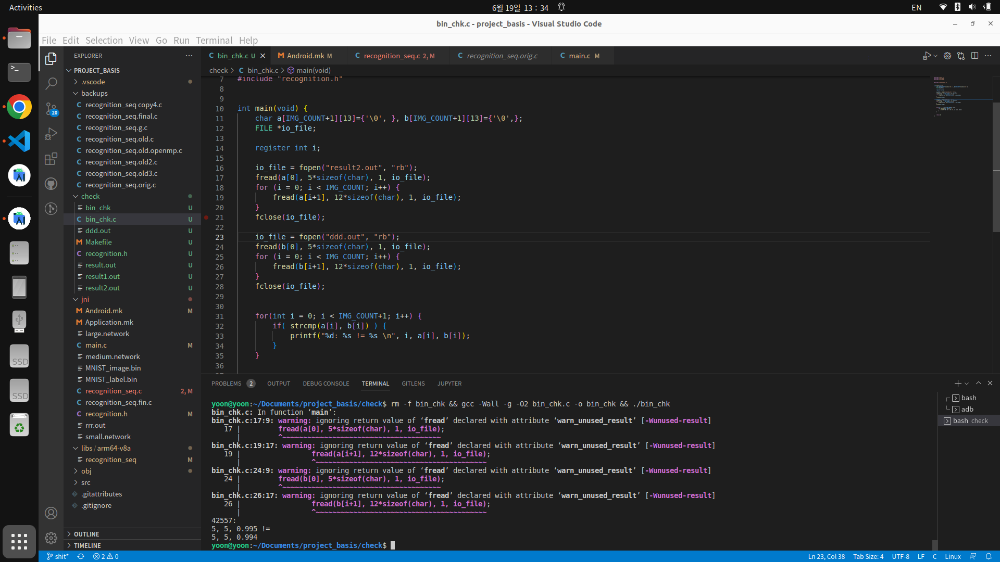 Activities
6월 19일 13 : 34
EN
bin_chk.c - project_basis - Visual Studio Code
File Edit Selection View Go Run Terminal Help
EXPLORER
PROJECT_BASIS
.vscode
backups
recognition_seq copy4.c
recognition_seq.final.c
recognition_seq.g.c
recognition_seq.old.c
recognition_seq.old.openmp.c
recognition_seq.old2.c
recognition_seq.old3.c
recognition_seq.orig.c
check
bin_chk U
bin_chk.c U
ddd.out U
Makefile U
recognition.h U
result.out U
result1.out U
result2.out U
jni
Android.mk M
Application.mk
large.network
main.c M
medium.network
MNIST_image.bin
MNIST_label.bin
recognition_seq.c 2, M
recognition_seq.fin.c
recognition.h M
rrr.out
small.network
libs / arm64-v8a
recognition_seq M
obj
src
.gitattributes
.gitignore
OUTLINE
TIMELINE
20
bin_chk.c U
Android.mk M
recognition_seq.c 2, M
recognition_seq.orig.c
main.c M
check > bin_chk.c > main(void)
7 #include "recognition.h"
8
9
10 int main(void) {
11 char a[IMG_COUNT+1][13]={'\0', }, b[IMG_COUNT+1][13]={'\0',};
12 FILE *io_file;
13
14 register int i;
15
16 io_file = fopen("result2.out", "rb");
17 fread(a[0], 5*sizeof(char), 1, io_file);
18 for (i = 0; i < IMG_COUNT; i++) {
19 fread(a[i+1], 12*sizeof(char), 1, io_file);
20 }
21 fclose(io_file);
22
23 io_file = fopen("ddd.out", "rb");
24 fread(b[0], 5*sizeof(char), 1, io_file);
25 for (i = 0; i < IMG_COUNT; i++) {
26 fread(b[i+1], 12*sizeof(char), 1, io_file);
27 }
28 fclose(io_file);
29
30
31 for(int i = 0; i < IMG_COUNT+1; i++) {
32 if( strcmp(a[i], b[i]) ) {
33 printf("%d: %s != %s \n", i, a[i], b[i]);
34 }
35 }
36
PROBLEMS 2 OUTPUT DEBUG CONSOLE TERMINAL GITLENS JUPYTER
yoon@yoon:~/Documents/project_basis/check$ rm -f bin_chk && gcc -Wall -g -O2 bin_chk.c -o bin_chk && ./bin_chk
bin_chk.c: In function ‘main’:
bin_chk.c:17:9: warning: ignoring return value of ‘fread’ declared with attribute ‘warn_unused_result’ [-Wunused-result]
17 | fread(a[0], 5*sizeof(char), 1, io_file);
| ^~~~~~~~~~~~~~~~~~~~~~~~~~~~~~~~~~~~~~~
bin_chk.c:19:17: warning: ignoring return value of ‘fread’ declared with attribute ‘warn_unused_result’ [-Wunused-result]
19 | fread(a[i+1], 12*sizeof(char), 1, io_file);
| ^~~~~~~~~~~~~~~~~~~~~~~~~~~~~~~~~~~~~~~~~~
bin_chk.c:24:9: warning: ignoring return value of ‘fread’ declared with attribute ‘warn_unused_result’ [-Wunused-result]
24 | fread(b[0], 5*sizeof(char), 1, io_file);
| ^~~~~~~~~~~~~~~~~~~~~~~~~~~~~~~~~~~~~~~
bin_chk.c:26:17: warning: ignoring return value of ‘fread’ declared with attribute ‘warn_unused_result’ [-Wunused-result]
26 | fread(b[i+1], 12*sizeof(char), 1, io_file);
| ^~~~~~~~~~~~~~~~~~~~~~~~~~~~~~~~~~~~~~~~~~
42557:
5, 5, 0.995 !=
5, 5, 0.994
yoon@yoon:~/Documents/project_basis/check$
bash
adb
bash check
SSD
SSD
shit* 2 0
Ln 23, Col 38 Tab Size: 4 UTF-8 LF C Linux